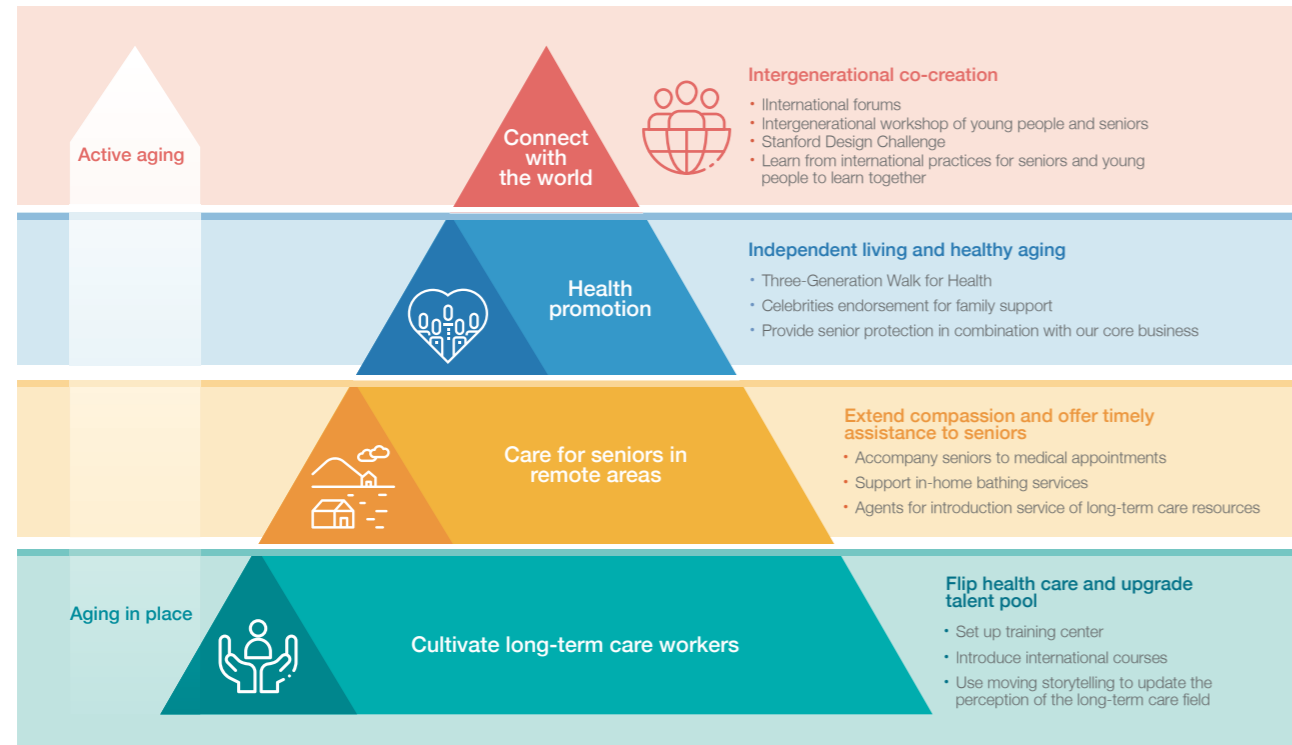 Active aging
Connect
with
the world
Intergenerational co-creation
• IInternational forums
• Intergenerational workshop of young people and seniors
• Stanford Design Challenge
• Learn from international practices for seniors and young
people to learn together
Health
promotion
Independent living and healthy aging
• Three-Generation Walk for Health
• Celebrities endorsement for family support
• Provide senior protection in combination with our core business
Care for seniors in
remote areas
Extend compassion and offer timely
assistance to seniors
• Accompany seniors to medical appointments
• Support in-home bathing services
• Agents for introduction service of long-term care resources
Aging in place
Cultivate long-term care workers
Flip health care and upgrade
talent pool
• Set up training center
• Introduce international courses
• Use moving storytelling to update the
perception of the long-term care field